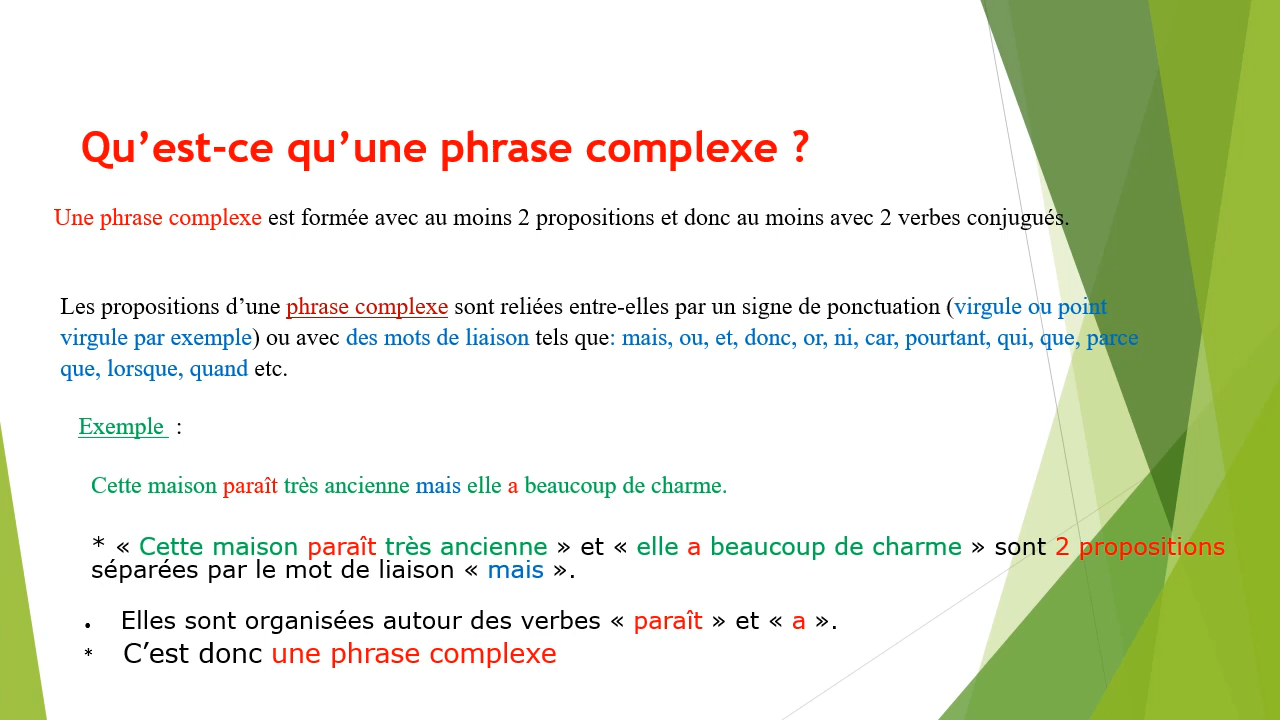 Qu’est-ce qu’une phrase complexe ?
Une phrase complexe est formée avec au moins 2 propositions et donc au moins avec 2 verbes conjugués.
Les propositions d’une phrase complexe sont reliées entre-elles par un signe de ponctuation (virgule ou point
virgule par exemple) ou avec des mots de liaison tels que: mais, ou, et, donc, or, ni, car, pourtant, qui, que, parce
que, lorsque, quand etc.
Exemple :
Cette maison paraît très ancienne mais elle a beaucoup de charme.
* « Cette maison paraît très ancienne » et « elle a beaucoup de charme » sont 2 propositions
séparées par le mot de liaison « mais ».
• Elles sont organisées autour des verbes « paraît » et « a ».
* C’est donc une phrase complexe